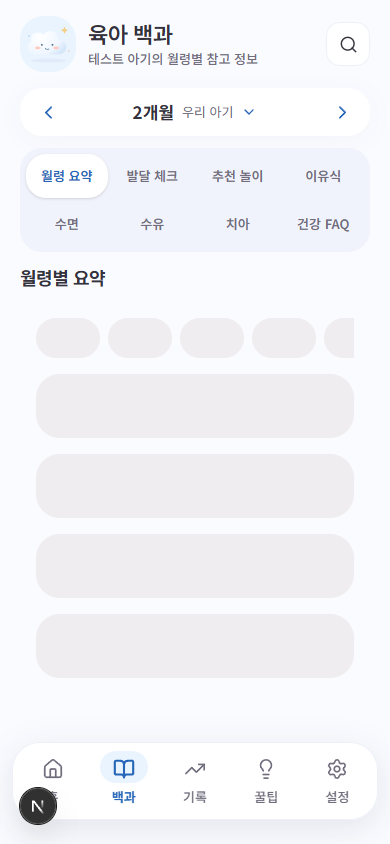 육아 백과
테스트 아기의 월령별 참고 정보
2개월 우리 아기
월령 요약 발달 체크 추천 놀이 이유식
수면 수유 치아 건강 FAQ
월령별 요약
백과 기록 꿀팁 설정
N